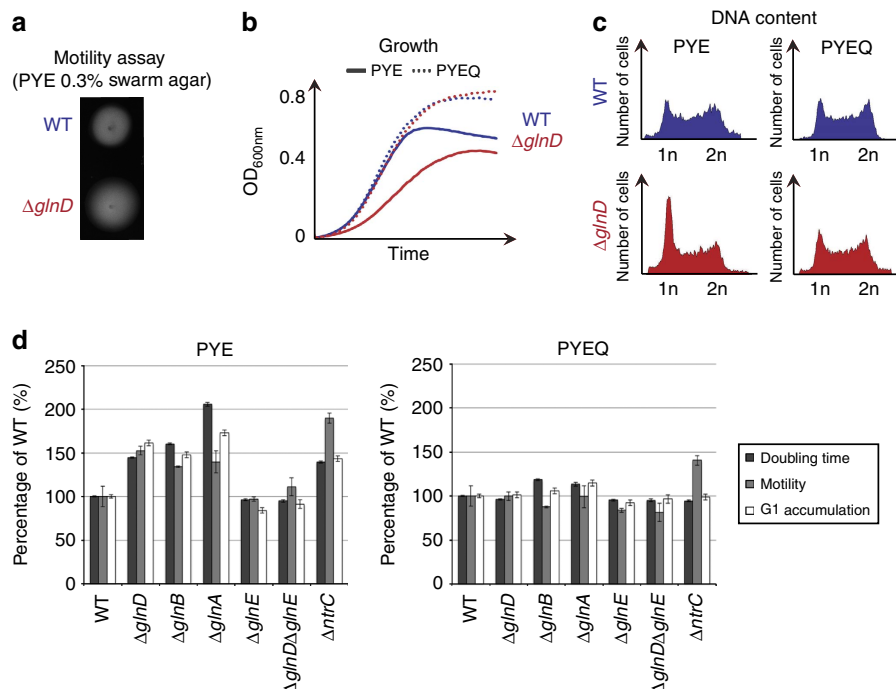 a
Motility assay
(PYE 0.3% swarm agar)
WT
ΔglnD
b
Growth
PYE PYEQ
0.8
0.4
0
OD600nm
WT
ΔglnD
Time
c
DNA content
PYE PYEQ
WT
Number of cells
Number of cells
1n 2n
1n 2n
ΔglnD
Number of cells
Number of cells
1n 2n
1n 2n
d
PYE
Percentage of WT (%)
250
200
150
100
50
0
WT ΔglnD ΔglnB ΔglnA ΔglnE ΔglnDΔglnE ΔntrC
PYEQ
Percentage of WT (%)
250
200
150
100
50
0
WT ΔglnD ΔglnB ΔglnA ΔglnE ΔglnDΔglnE ΔntrC
Doubling time
Motility
G1 accumulation